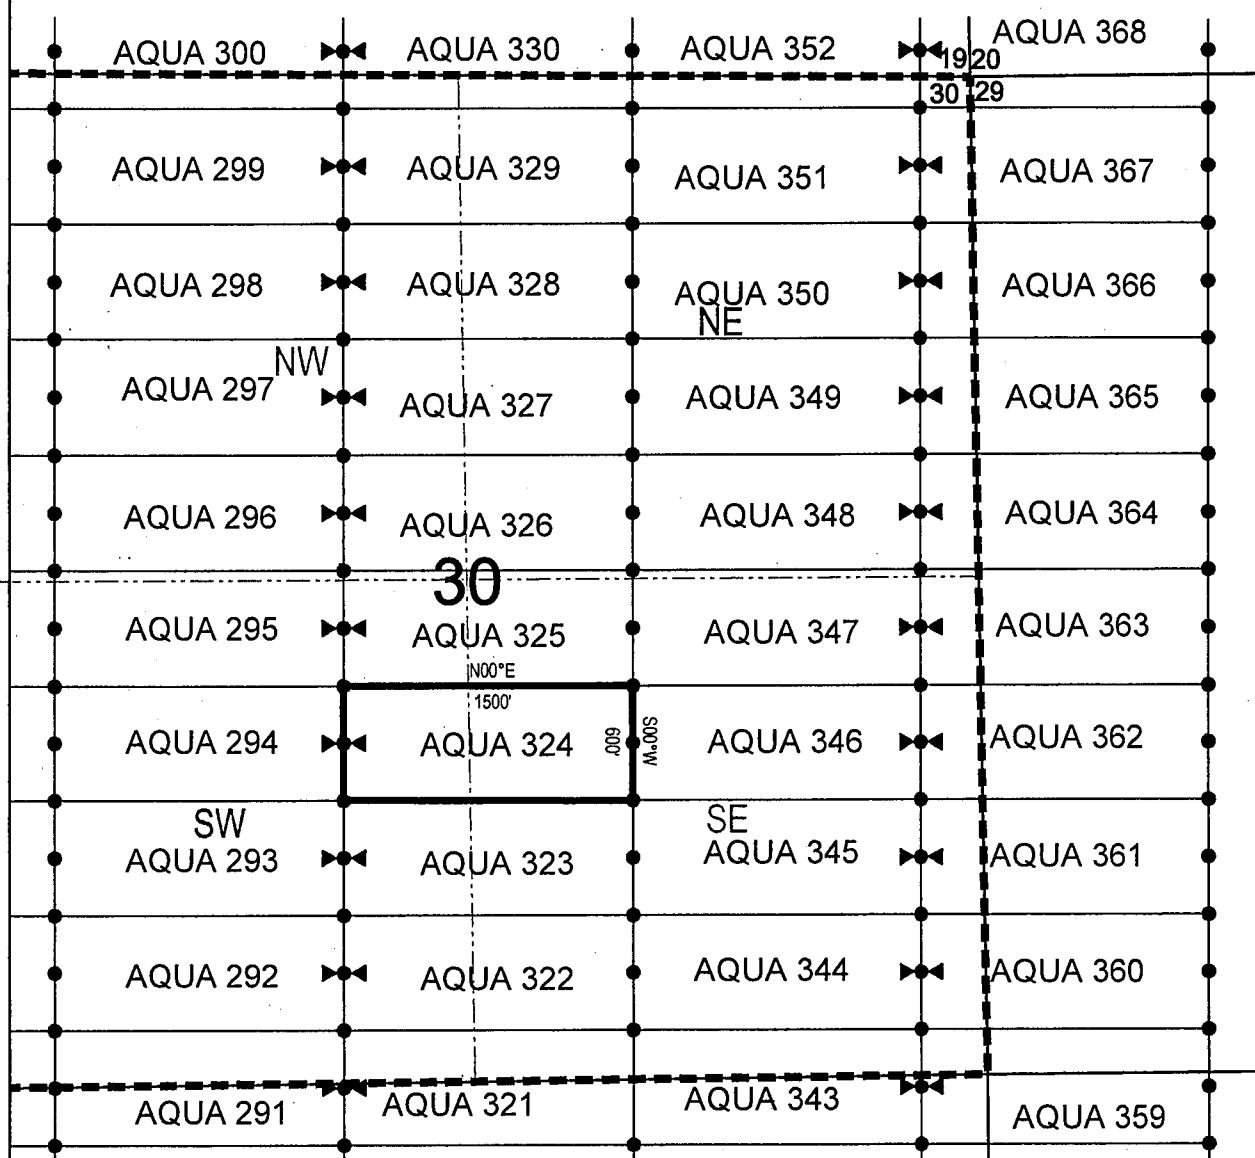 AQUA 300 AQUA 330 AQUA 352 AQUA 368
19 20
30 29
AQUA 299 AQUA 329 AQUA 351 AQUA 367
AQUA 298 AQUA 328 AQUA 350 AQUA 366
NE
NW
AQUA 297 AQUA 327 AQUA 349 AQUA 365
AQUA 296 AQUA 326 AQUA 348 AQUA 364
30
AQUA 295 AQUA 325 AQUA 347 AQUA 363
N00°E
1500'
AQUA 294 AQUA 324 600' S00°W AQUA 346 AQUA 362
SW SE
AQUA 293 AQUA 323 AQUA 345 AQUA 361
AQUA 292 AQUA 322 AQUA 344 AQUA 360
AQUA 291 AQUA 321 AQUA 343 AQUA 359